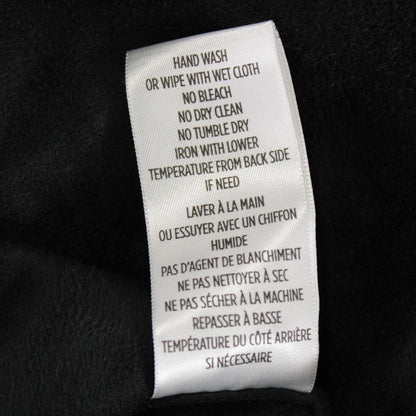 HAND WASH
OR WIPE WITH WET CLOTH
NO BLEACH
NO DRY CLEAN
NO TUMBLE DRY
IRON WITH LOWER
TEMPERATURE FROM BACK SIDE
IF NEED
LAVER À LA MAIN
OU ESSUYER AVEC UN CHIFFON
HUMIDE
PAS D'AGENT DE BLANCHIMENT
NE PAS NETTOYER À SEC
NE PAS SÉCHER À LA MACHINE
REPASSER À BASSE
TEMPÉRATURE DU CÔTÉ ARRIÈRE
SI NÉCESSAIRE